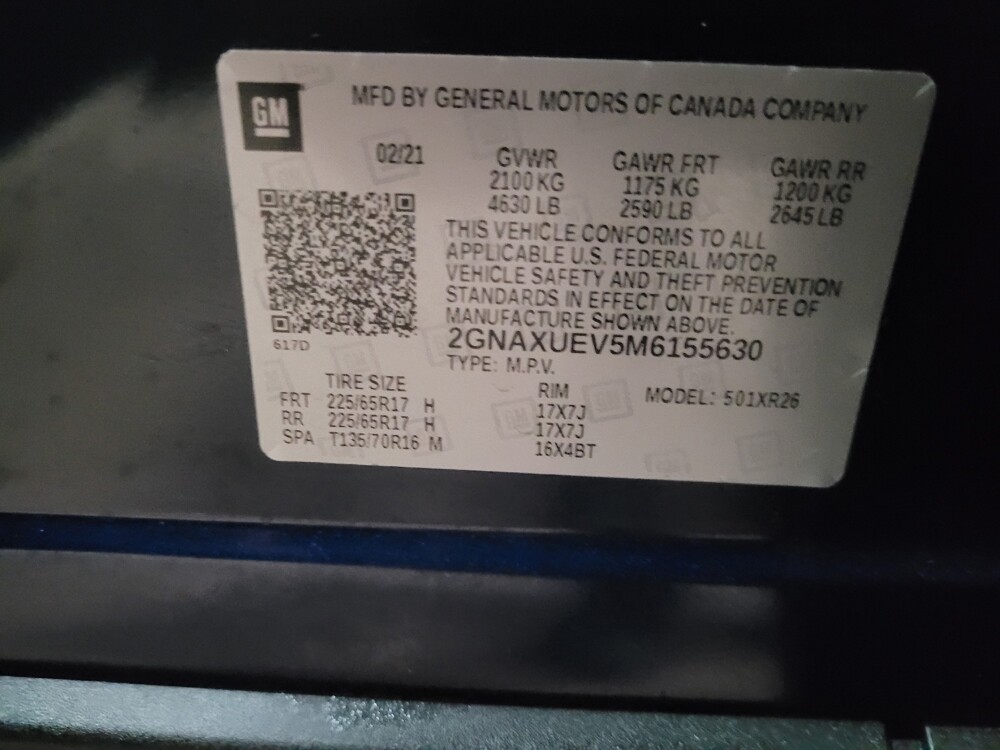 GM
MFD BY GENERAL MOTORS OF CANADA COMPANY
02/21 GVWR GAWR FRT GAWR RR
2100 KG 1175 KG 1200 KG
4630 LB 2590 LB 2645 LB
THIS VEHICLE CONFORMS TO ALL
APPLICABLE U.S. FEDERAL MOTOR
VEHICLE SAFETY AND THEFT PREVENTION
STANDARDS IN EFFECT ON THE DATE OF
MANUFACTURE SHOWN ABOVE.
617D
2GNAXUEV5M6155630
TYPE: M.P.V.
TIRE SIZE RIM MODEL: 501XR26
FRT 225/65R17 H 17X7J
RR 225/65R17 H 17X7J
SPA T135/70R16 M 16X4BT